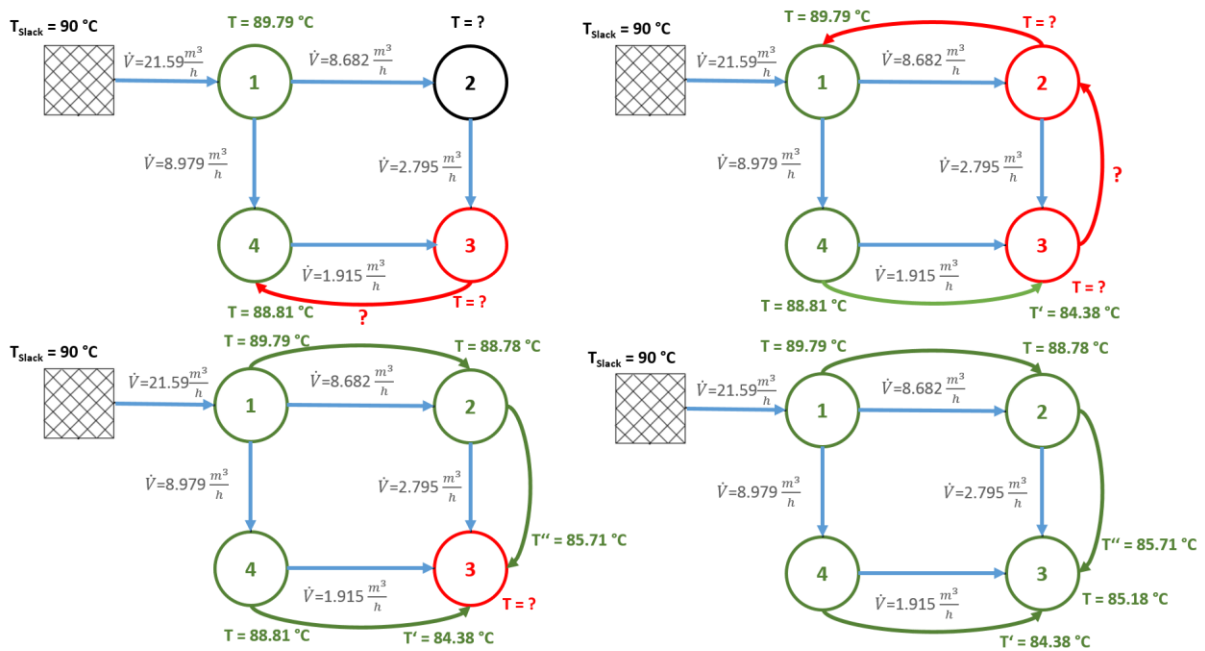 T = 89.79 °C
T = ?
T_Slack = 90 °C
V̇=21.59 m³/h
V̇=8.682 m³/h
1
2
V̇=8.979 m³/h
V̇=2.795 m³/h
4
3
V̇=1.915 m³/h
T = 88.81 °C
?
T = ?
T = 89.79 °C
T = ?
T_Slack = 90 °C
V̇=21.59 m³/h
V̇=8.682 m³/h
1
2
V̇=8.979 m³/h
V̇=2.795 m³/h
?
4
3
V̇=1.915 m³/h
T = ?
T = 88.81 °C
T‘ = 84.38 °C
T = 89.79 °C
T = 88.78 °C
T_Slack = 90 °C
V̇=21.59 m³/h
V̇=8.682 m³/h
1
2
V̇=8.979 m³/h
V̇=2.795 m³/h
T‘‘ = 85.71 °C
4
3
V̇=1.915 m³/h
T = ?
T = 88.81 °C
T‘ = 84.38 °C
T = 89.79 °C
T = 88.78 °C
T_Slack = 90 °C
V̇=21.59 m³/h
V̇=8.682 m³/h
1
2
V̇=8.979 m³/h
V̇=2.795 m³/h
T‘‘ = 85.71 °C
4
3
V̇=1.915 m³/h
T = 85.18 °C
T = 88.81 °C
T‘ = 84.38 °C